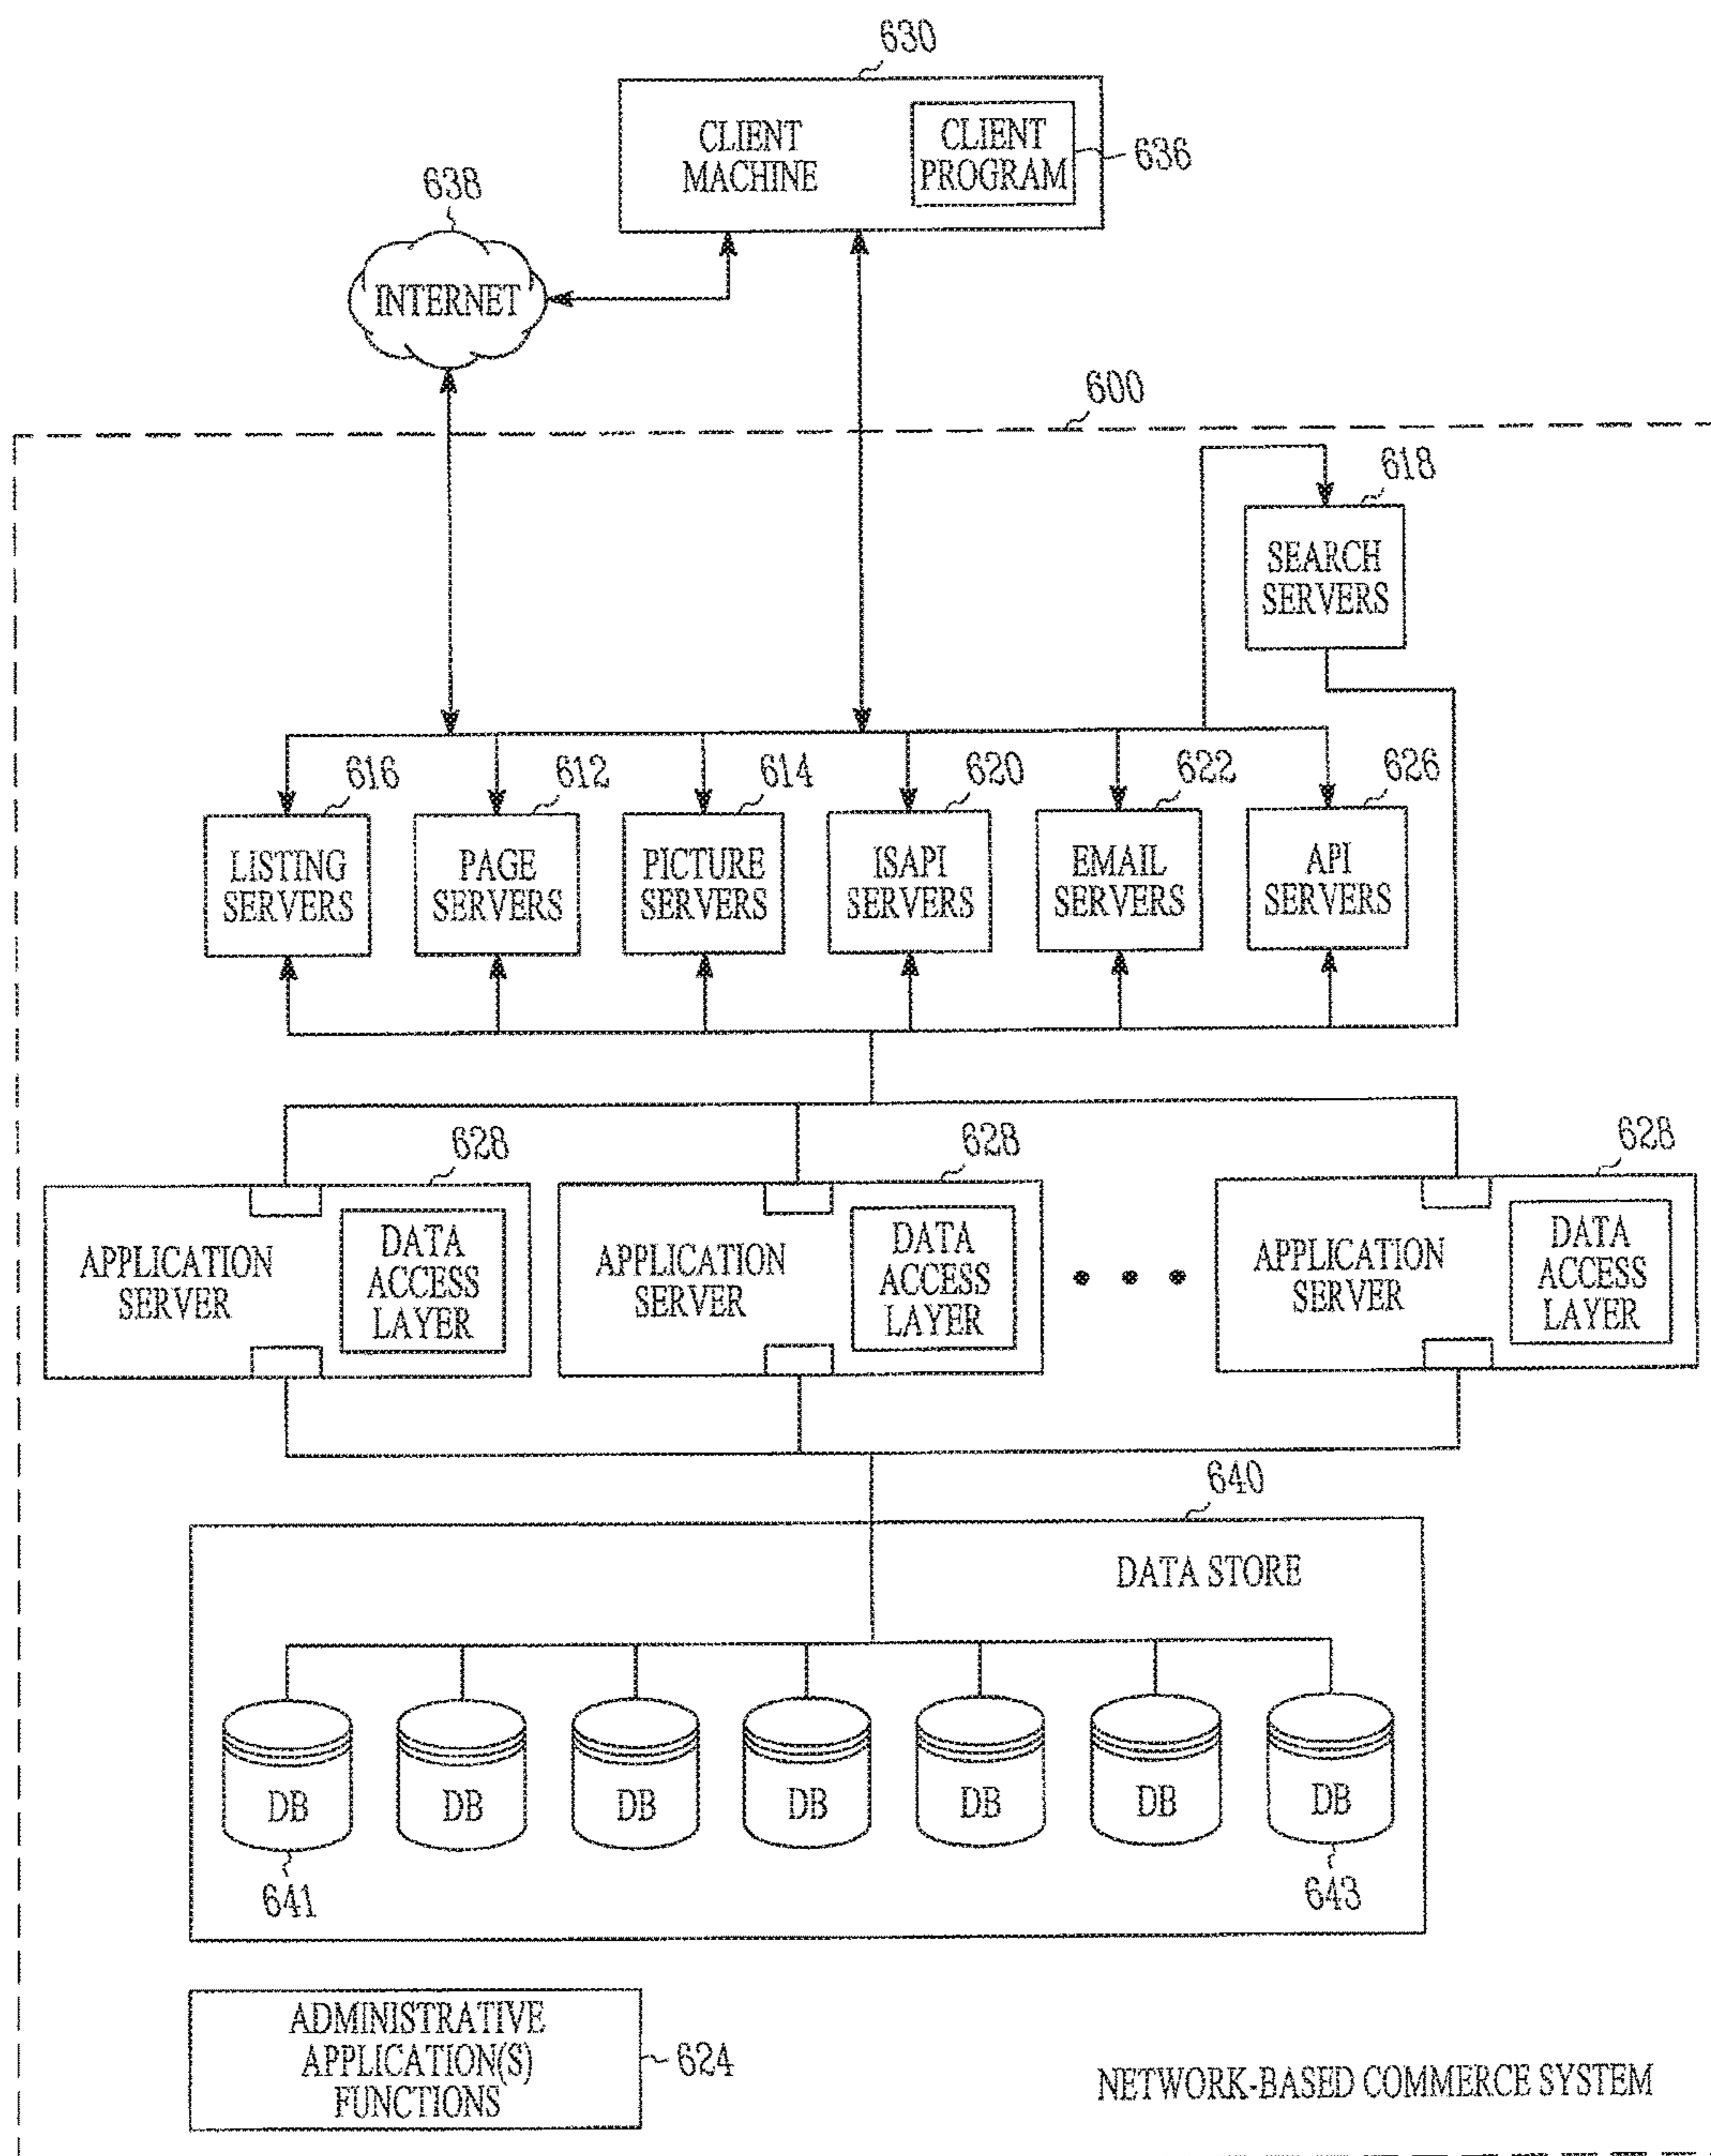 630
CLIENT
MACHINE
CLIENT
PROGRAM
636
638
INTERNET
600
618
SEARCH
SERVERS
616
612
614
620
622
626
LISTING
SERVERS
PAGE
SERVERS
PICTURE
SERVERS
ISAPI
SERVERS
EMAIL
SERVERS
API
SERVERS
628
628
628
APPLICATION
SERVER
DATA
ACCESS
LAYER
APPLICATION
SERVER
DATA
ACCESS
LAYER
APPLICATION
SERVER
DATA
ACCESS
LAYER
640
DATA STORE
DB
DB
DB
DB
DB
DB
DB
641
643
ADMINISTRATIVE
APPLICATION(S)
FUNCTIONS
624
NETWORK-BASED COMMERCE SYSTEM